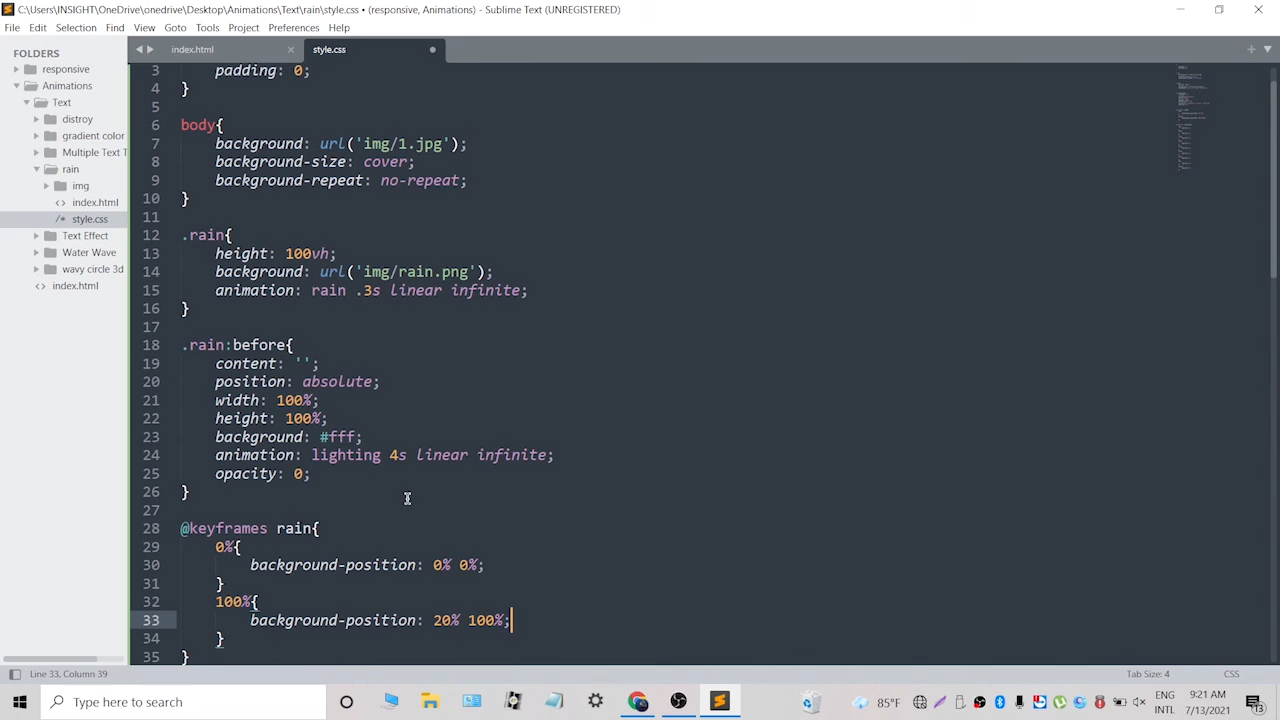 C:\Users\INSIGHT\OneDrive\onedrive\Desktop\Animations\Text\rain\style.css • (responsive, Animations) - Sublime Text (UNREGISTERED)
File Edit Selection Find View Goto Tools Project Preferences Help
FOLDERS
responsive
Animations
Text
distroy
gradient color
Multiple Text T
rain
img
<> index.html
/* style.css
Text Effect
Water Wave
wavy circle 3d
<> index.html
index.html style.css
3 padding: 0;
4 }
5
6 body{
7 background: url('img/1.jpg');
8 background-size: cover;
9 background-repeat: no-repeat;
10 }
11
12 .rain{
13 height: 100vh;
14 background: url('img/rain.png');
15 animation: rain .3s linear infinite;
16 }
17
18 .rain:before{
19 content: '';
20 position: absolute;
21 width: 100%;
22 height: 100%;
23 background: #fff;
24 animation: lighting 4s linear infinite;
25 opacity: 0;
26 }
27
28 @keyframes rain{
29 0%{
30 background-position: 0% 0%;
31 }
32 100%{
33 background-position: 20% 100%;
34 }
35 }
Line 33, Column 39 Tab Size: 4 CSS
Type here to search
85°F
ENG
INTL
9:21 AM
7/13/2021
13